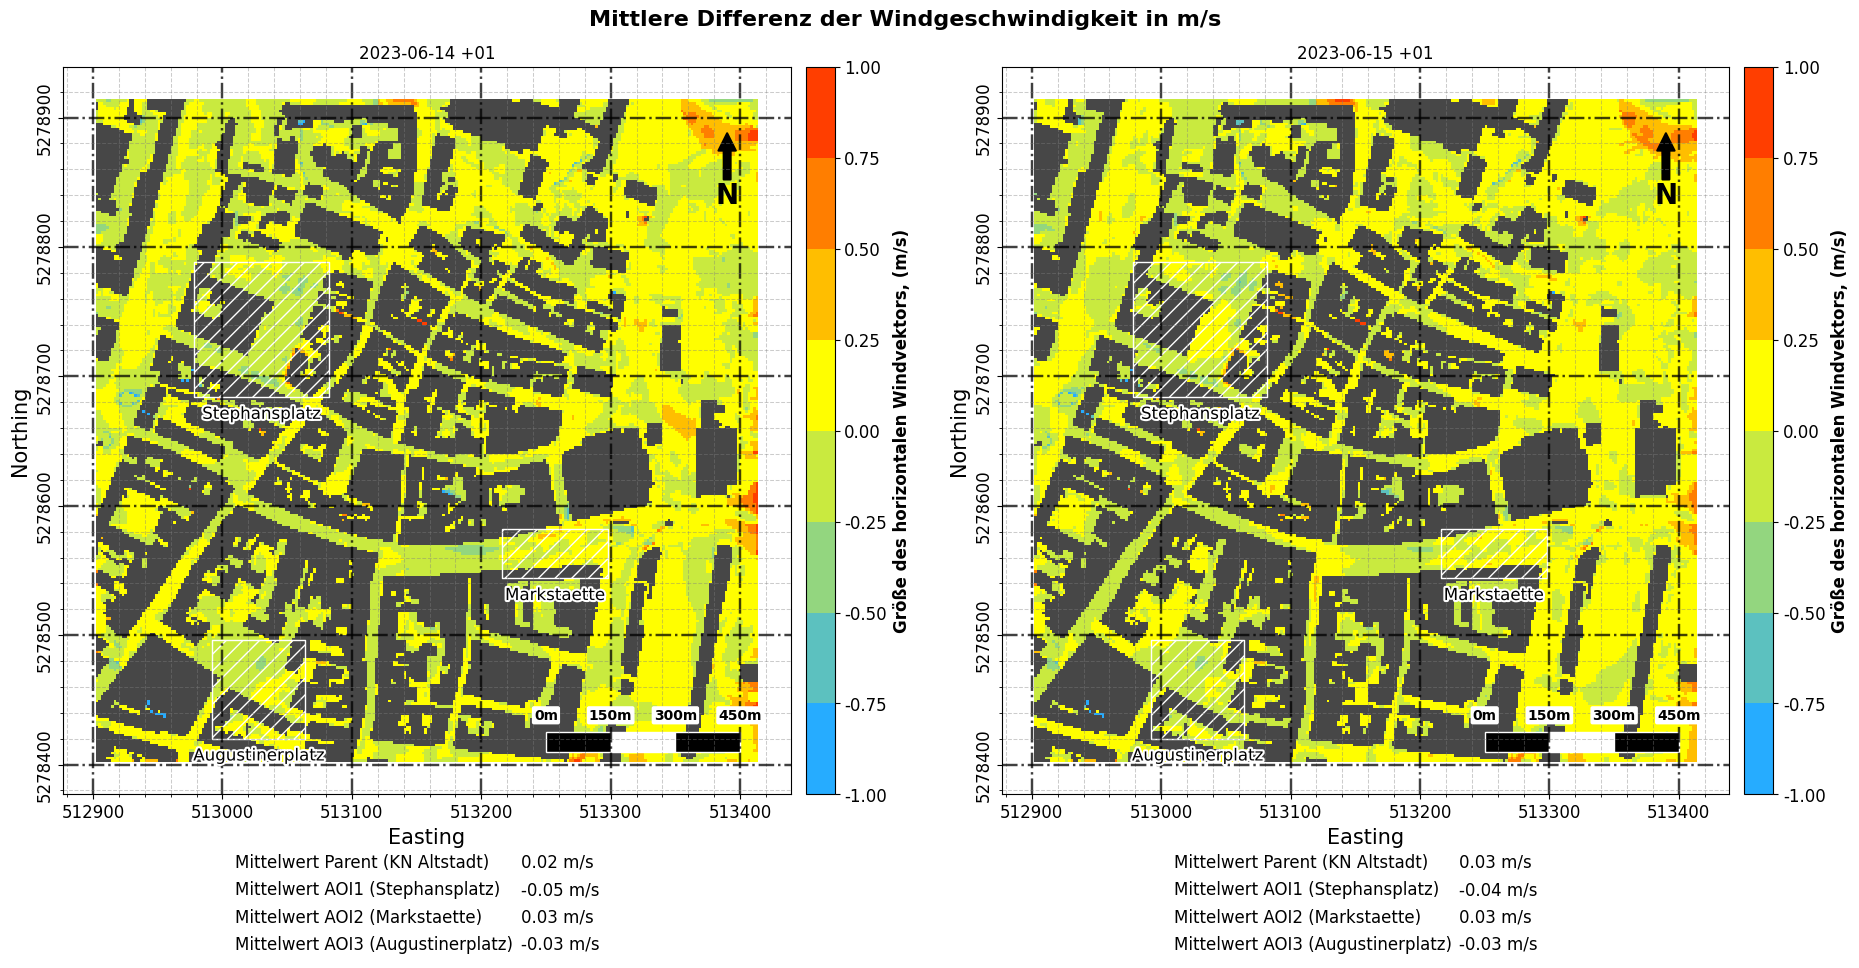 Mittlere Differenz der Windgeschwindigkeit in m/s
2023-06-14 +01
5278900
5278800
5278700
5278600
5278500
5278400
Northing
512900
513000
513100
513200
513300
513400
Easting
N
Stephansplatz
Markstaette
Augustinerplatz
0m 150m 300m 450m
1.00
0.75
0.50
0.25
0.00
-0.25
-0.50
-0.75
-1.00
Größe des horizontalen Windvektors, (m/s)
Mittelwert Parent (KN Altstadt) 0.02 m/s
Mittelwert AOI1 (Stephansplatz) -0.05 m/s
Mittelwert AOI2 (Markstaette) 0.03 m/s
Mittelwert AOI3 (Augustinerplatz) -0.03 m/s
2023-06-15 +01
5278900
5278800
5278700
5278600
5278500
5278400
Northing
512900
513000
513100
513200
513300
513400
Easting
N
Stephansplatz
Markstaette
Augustinerplatz
0m 150m 300m 450m
1.00
0.75
0.50
0.25
0.00
-0.25
-0.50
-0.75
-1.00
Größe des horizontalen Windvektors, (m/s)
Mittelwert Parent (KN Altstadt) 0.03 m/s
Mittelwert AOI1 (Stephansplatz) -0.04 m/s
Mittelwert AOI2 (Markstaette) 0.03 m/s
Mittelwert AOI3 (Augustinerplatz) -0.03 m/s